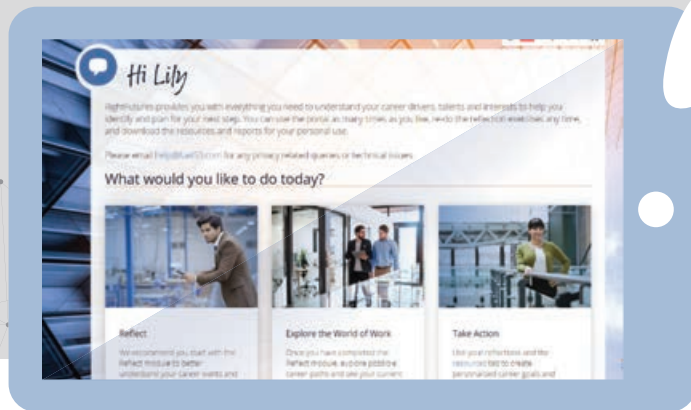 Hi Lily
RightFutures provides you with everything you need to understand your career drivers, talents and interests to help you
identify and plan for your next step. You can use the portal as many times as you like, re-do the reflection exercises any time,
and download the resources and reports for your personal use.
Please email for any privacy related queries or technical issues
What would you like to do today?
Reflect
We recommend you start with the
Reflect module to better
understand your career wants and
Explore the World of Work
Once you have completed the
Reflect module, explore possible
career paths and see your current
Take Action
Use your reflections and the
resources tab to create
personalised career goals and